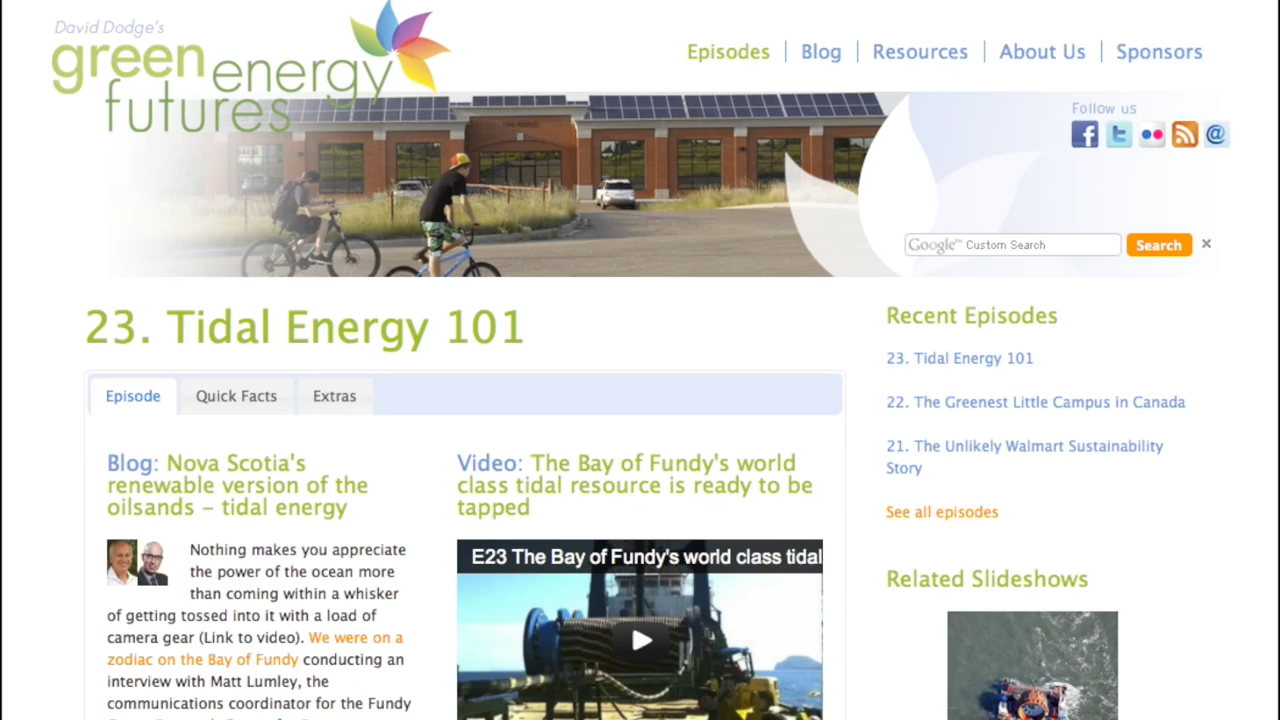 David Dodge's
green energy
futures
Episodes
Blog
Resources
About Us
Sponsors
Follow us
Google™ Custom Search
Search
23. Tidal Energy 101
Episode
Quick Facts
Extras
Blog: Nova Scotia's
renewable version of the
oilsands – tidal energy
Nothing makes you appreciate
the power of the ocean more
than coming within a whisker
of getting tossed into it with a load of
camera gear (Link to video). We were on a
zodiac on the Bay of Fundy conducting an
interview with Matt Lumley, the
communications coordinator for the Fundy
Video: The Bay of Fundy's world
class tidal resource is ready to be
tapped
E23 The Bay of Fundy's world class tidal
Recent Episodes
23. Tidal Energy 101
22. The Greenest Little Campus in Canada
21. The Unlikely Walmart Sustainability
Story
See all episodes
Related Slideshows